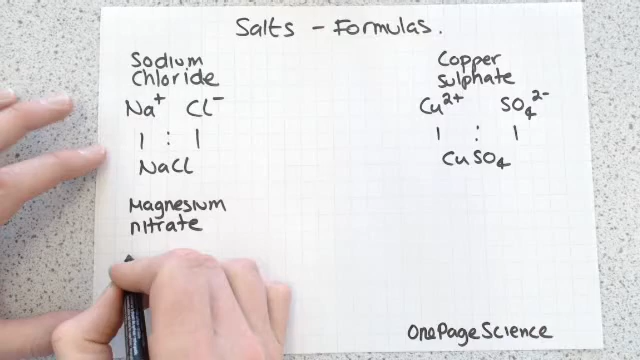 Salts - Formulas.
Sodium
Chloride
Na⁺ Cl⁻
1 : 1
NaCl
Magnesium
nitrate
Copper
Sulphate
Cu²⁺ SO₄²⁻
1 : 1
CuSO₄
OnePageScience